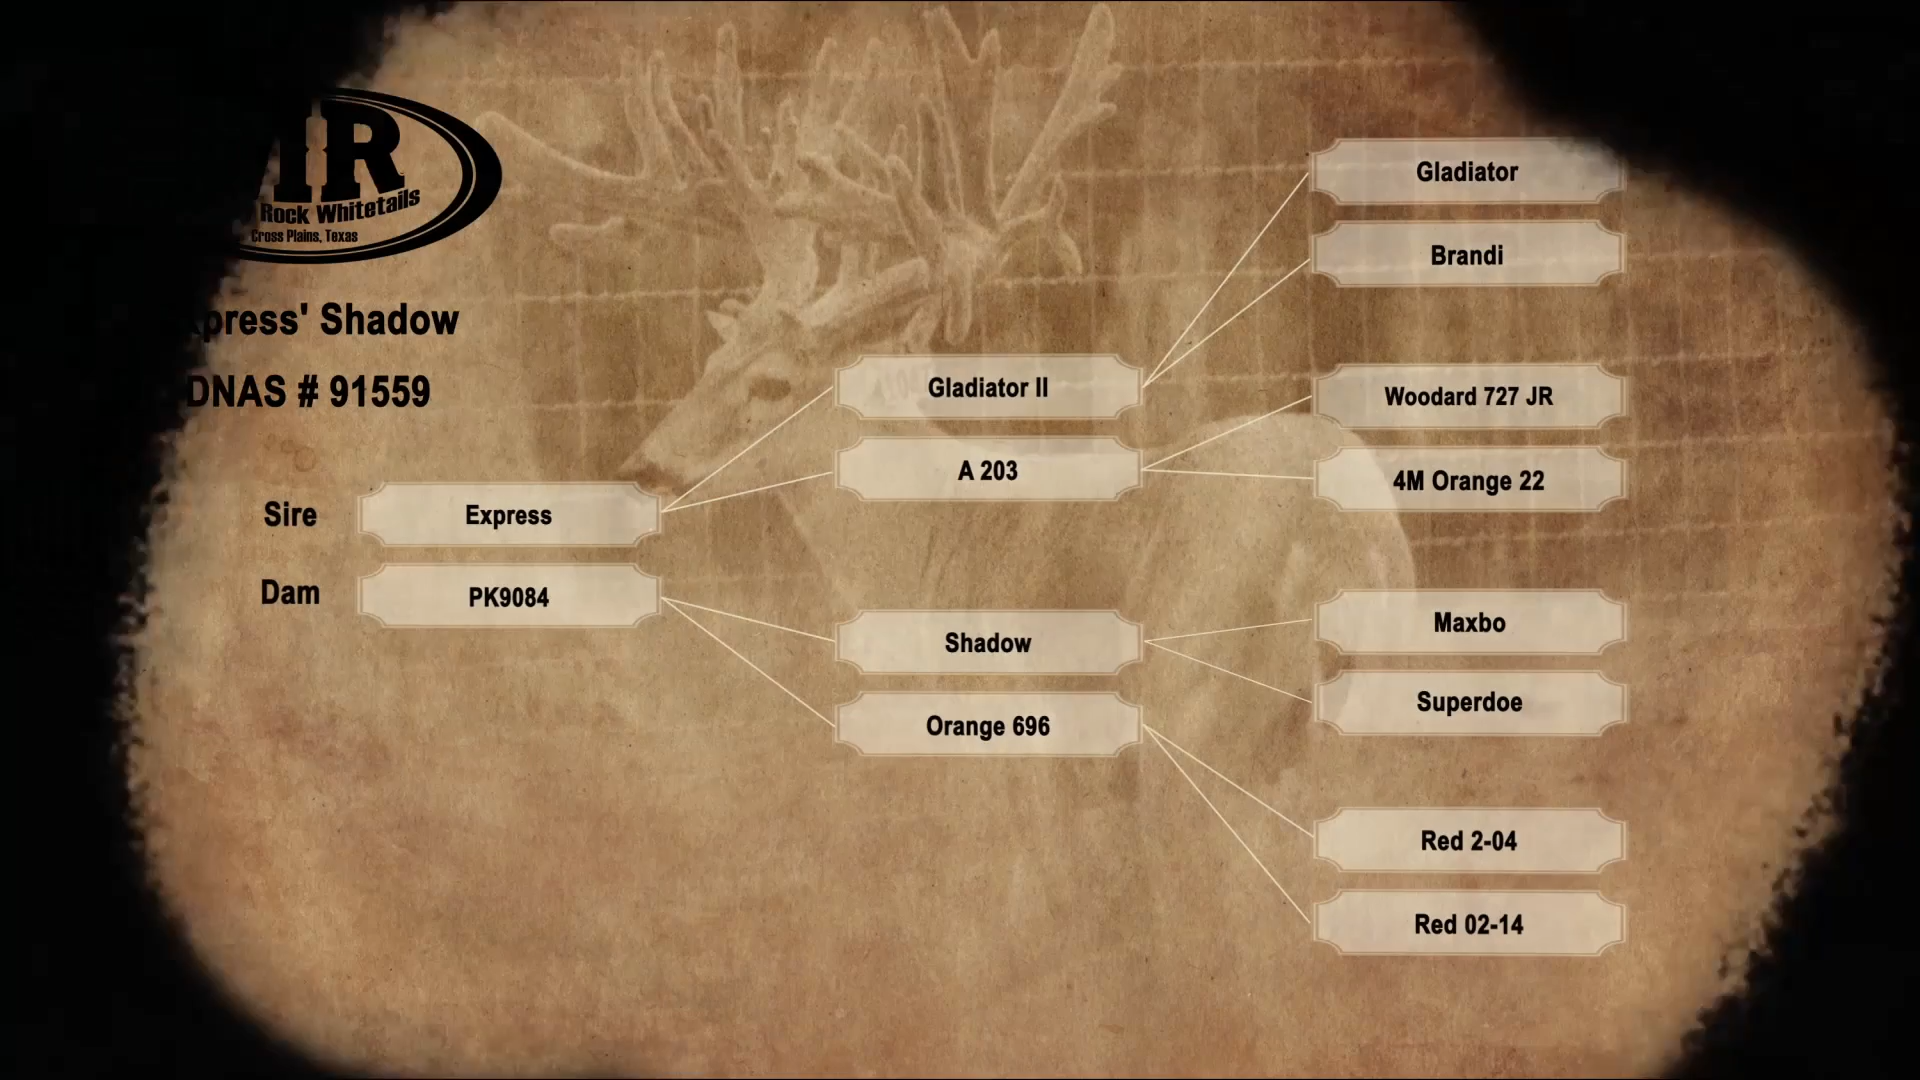 IR
Rock Whitetails
Cross Plains, Texas
press' Shadow
DNAS # 91559
Sire
Express
Dam
PK9084
Gladiator II
A 203
Shadow
Orange 696
Gladiator
Brandi
Woodard 727 JR
4M Orange 22
Maxbo
Superdoe
Red 2-04
Red 02-14